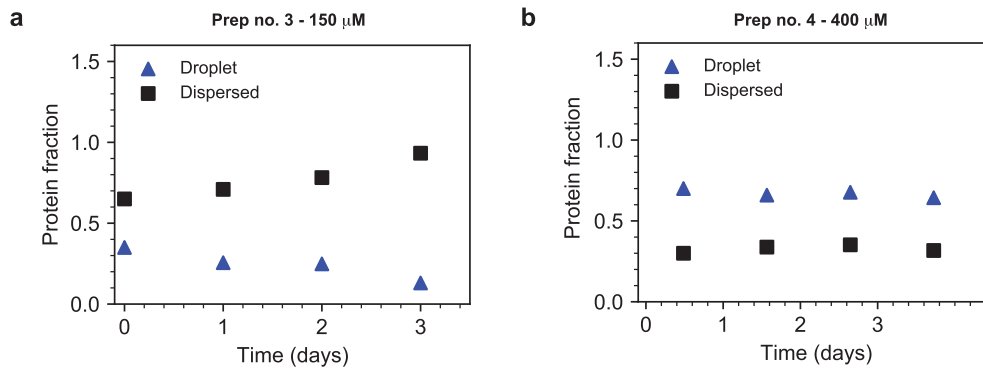 a
Prep no. 3 - 150 μM
Droplet
Dispersed
Protein fraction
1.5
1.0
0.5
0.0
0 1 2 3
Time (days)
b
Prep no. 4 - 400 μM
Droplet
Dispersed
Protein fraction
1.5
1.0
0.5
0.0
0 1 2 3
Time (days)